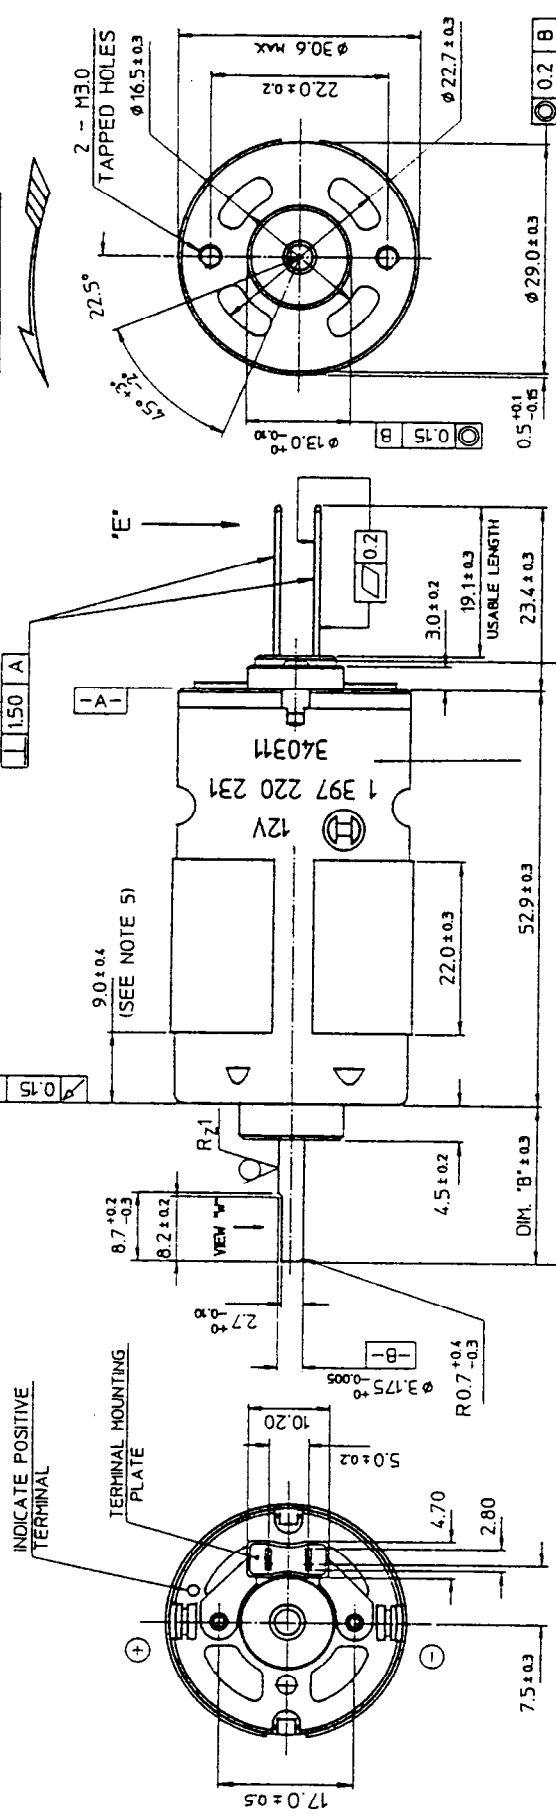 2 - M3.0
TAPPED HOLES
Ø16.5±0.3
Ø30.6 MAX
22.0±0.2
Ø22.7±0.3
22.5°
45° +3° -2°
Ø13.0 +0 -0.10
0.15 B
Ø29.0±0.3
0.5 +0.1 -0.15
0.2 B
"E"
1.50 A
-A-
0.2
3.0±0.2
19.1±0.3
USABLE LENGTH
23.4±0.3
340311
1 397 220 231
12V
9.0±0.4
(SEE NOTE 5)
22.0±0.3
52.9±0.3
0.15
RZ1
8.7 +0.2 -0.3
8.2±0.2
VIEW "W"
4.5±0.2
DIM. "B"±0.3
2.7 +0 -0.10
-B-
Ø3.175 +0 -0.005
R0.7 +0.4 -0.3
INDICATE POSITIVE
TERMINAL
TERMINAL MOUNTING
PLATE
10.20
5.0±0.2
4.70
2.80
7.5±0.3
17.0±0.5
+
-